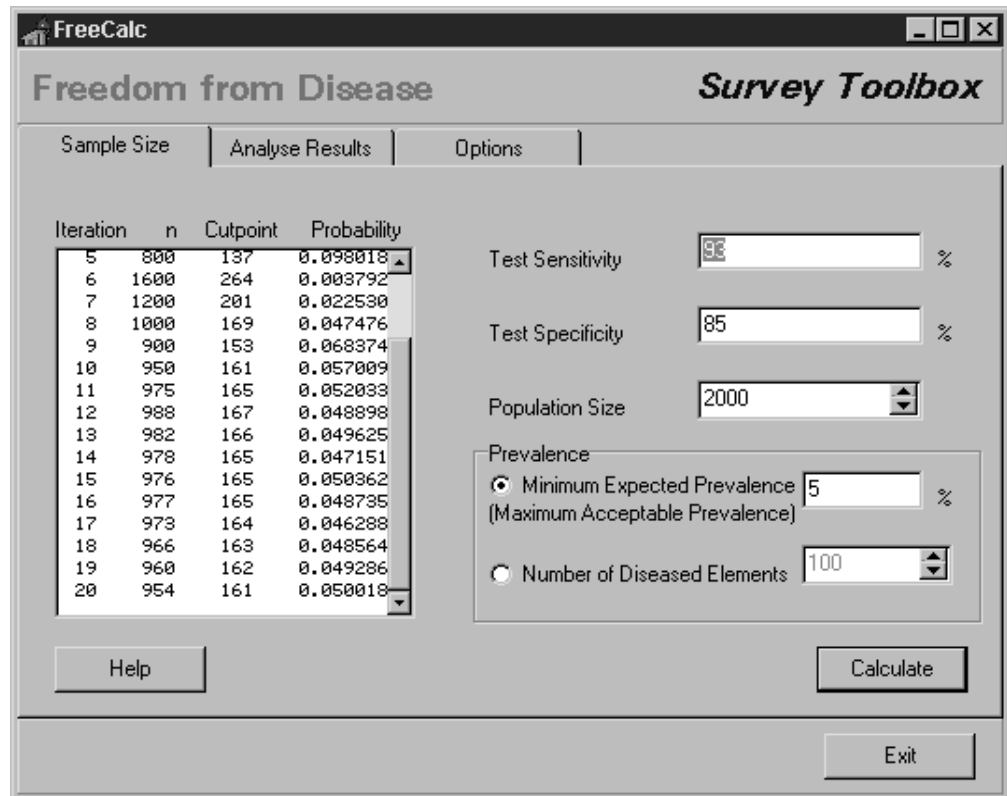 FreeCalc
Freedom from Disease
Survey Toolbox
Sample Size
Analyse Results
Options
Iteration n Cutpoint Probability
5 800 137 0.098018
6 1600 264 0.003792
7 1200 201 0.022530
8 1000 169 0.047476
9 900 153 0.068374
10 950 161 0.057009
11 975 165 0.052033
12 988 167 0.048898
13 982 166 0.049625
14 978 165 0.047151
15 976 165 0.050362
16 977 165 0.048735
17 973 164 0.046288
18 966 163 0.048564
19 960 162 0.049286
20 954 161 0.050018
Test Sensitivity 93 %
Test Specificity 85 %
Population Size 2000
Prevalence
Minimum Expected Prevalence 5 %
(Maximum Acceptable Prevalence)
Number of Diseased Elements 100
Help
Calculate
Exit